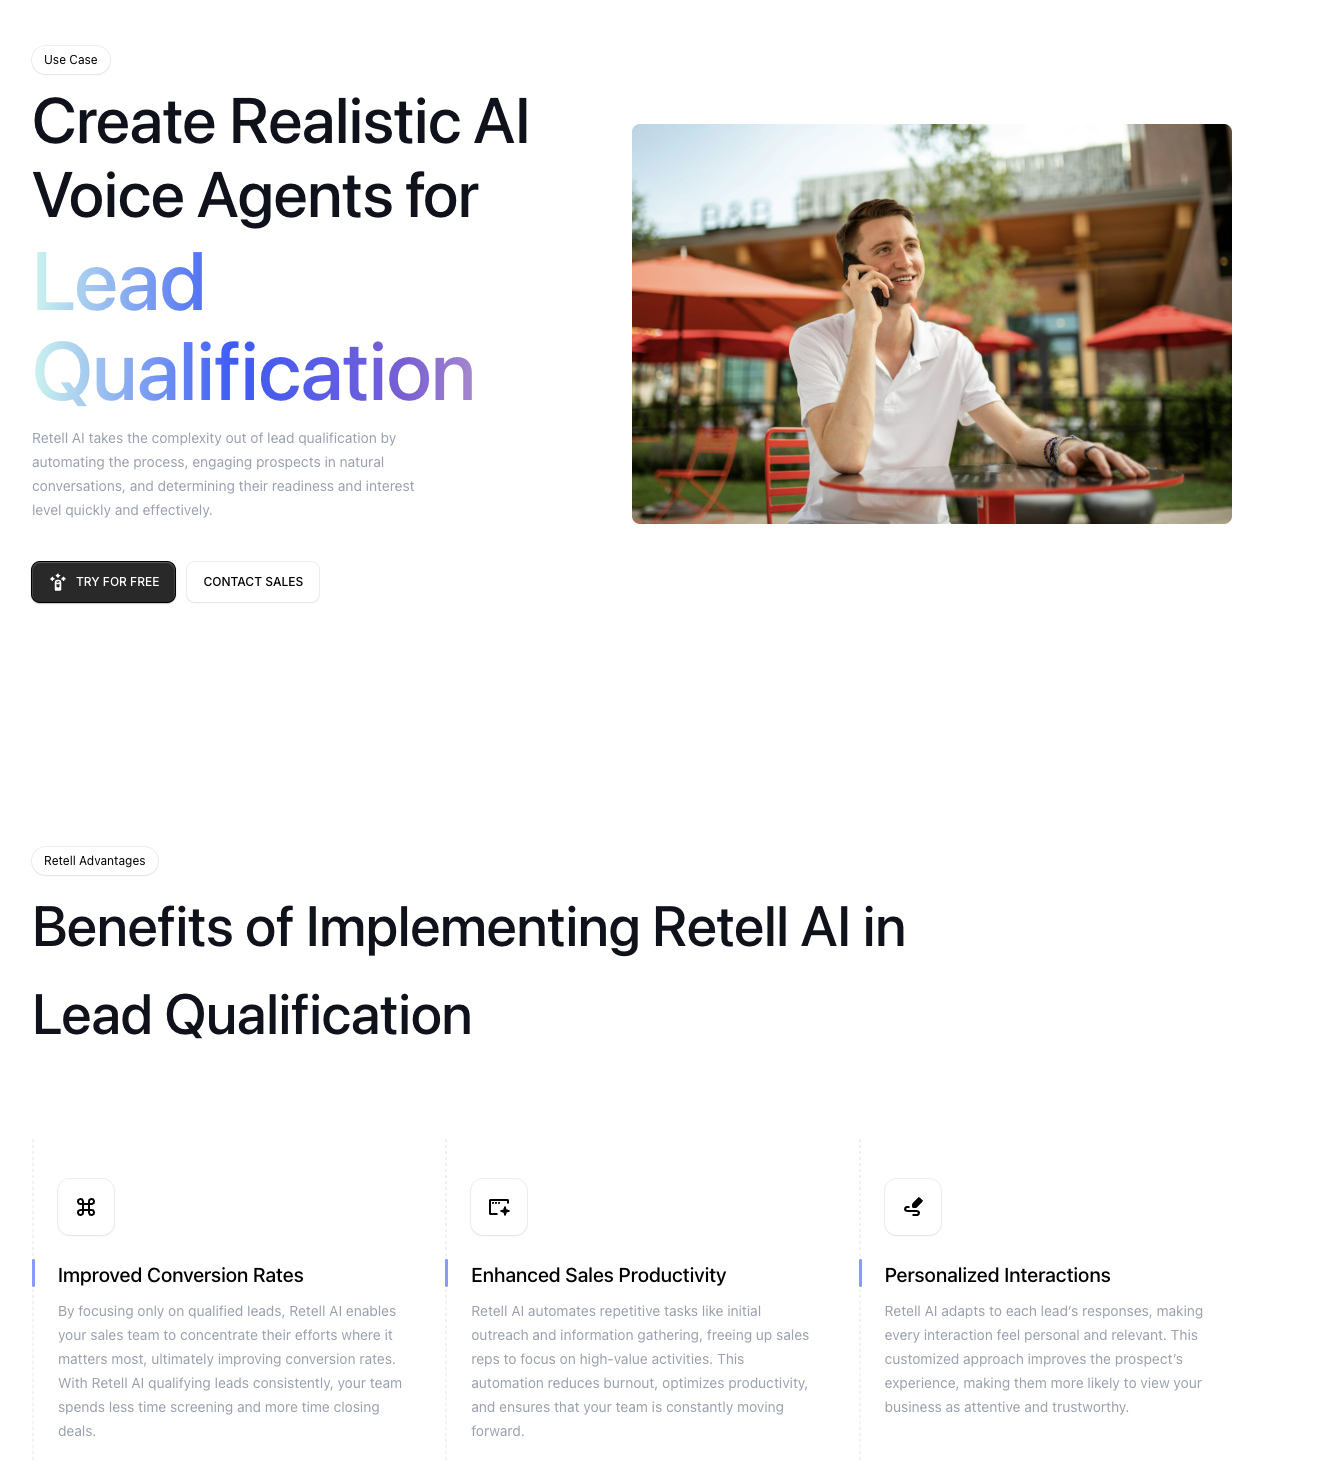 Use Case
Create Realistic AI
Voice Agents for
Lead
Qualification
Retell AI takes the complexity out of lead qualification by
automating the process, engaging prospects in natural
conversations, and determining their readiness and interest
level quickly and effectively.
TRY FOR FREE
CONTACT SALES
B&B BUT
Retell Advantages
Benefits of Implementing Retell AI in
Lead Qualification
Improved Conversion Rates
By focusing only on qualified leads, Retell AI enables
your sales team to concentrate their efforts where it
matters most, ultimately improving conversion rates.
With Retell AI qualifying leads consistently, your team
spends less time screening and more time closing
deals.
Enhanced Sales Productivity
Retell AI automates repetitive tasks like initial
outreach and information gathering, freeing up sales
reps to focus on high-value activities. This
automation reduces burnout, optimizes productivity,
and ensures that your team is constantly moving
forward.
Personalized Interactions
Retell AI adapts to each lead’s responses, making
every interaction feel personal and relevant. This
customized approach improves the prospect’s
experience, making them more likely to view your
business as attentive and trustworthy.